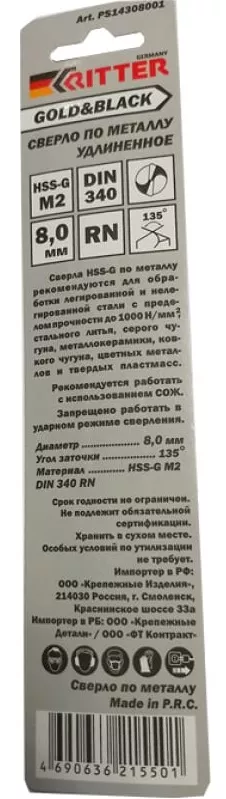 Art. PS14308001
RITTER
GERMANY
GOLD&BLACK
СВЕРЛО ПО МЕТАЛЛУ
УДЛИНЕННОЕ
HSS-G
M2
DIN
340
8,0
ММ
RN
135°
Сверла HSS-G по металлу
рекомендуются для обра-
ботки легированной и неле-
гированной стали с преде-
лом прочности до 1000 Н/мм²,
стального литья, серого чу-
гуна, металлокерамики, ков-
кого чугуна, цветных метал-
лов и твердых пластмасс.
Рекомендуется работать
с использованием СОЖ.
Запрещено работать в
ударном режиме сверления.
Диаметр .................... 8,0 мм
Угол заточки ................ 135°
Материал ............ HSS-G M2
DIN 340 RN
Срок годности не ограничен.
Не подлежит обязательной
сертификации.
Хранить в сухом месте.
Особых условий по утилизации
не требует.
Импортер в РФ:
ООО «Крепежные Изделия»,
214030 Россия, г. Смоленск,
Краснинское шоссе 33а
Импортер в РБ: ООО «Крепежные
Детали» / ООО «ФТ Контракт»
Сверло по металлу
Made in P.R.C.
4 690636 215501